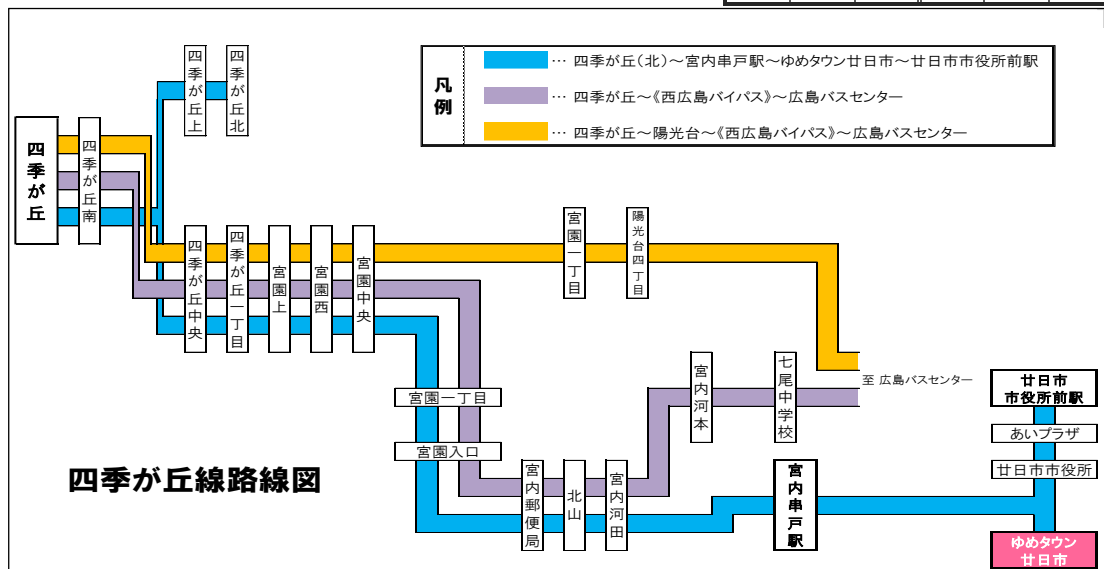 凡例
… 四季が丘(北)～宮内串戸駅～ゆめタウン廿日市～廿日市市役所前駅
… 四季が丘～《西広島バイパス》～広島バスセンター
… 四季が丘～陽光台～《西広島バイパス》～広島バスセンター
四季が丘上
四季が丘北
四季が丘
四季が丘南
四季が丘中央
四季が丘一丁目
宮園上
宮園西
宮園中央
宮園一丁目
陽光台四丁目
宮園一丁目
宮園入口
宮内郵便局
北山
宮内河田
宮内河本
七尾中学校
至 広島バスセンター
宮内串戸駅
廿日市
市役所前駅
あいプラザ
廿日市市役所
ゆめタウン
廿日市
四季が丘線路線図